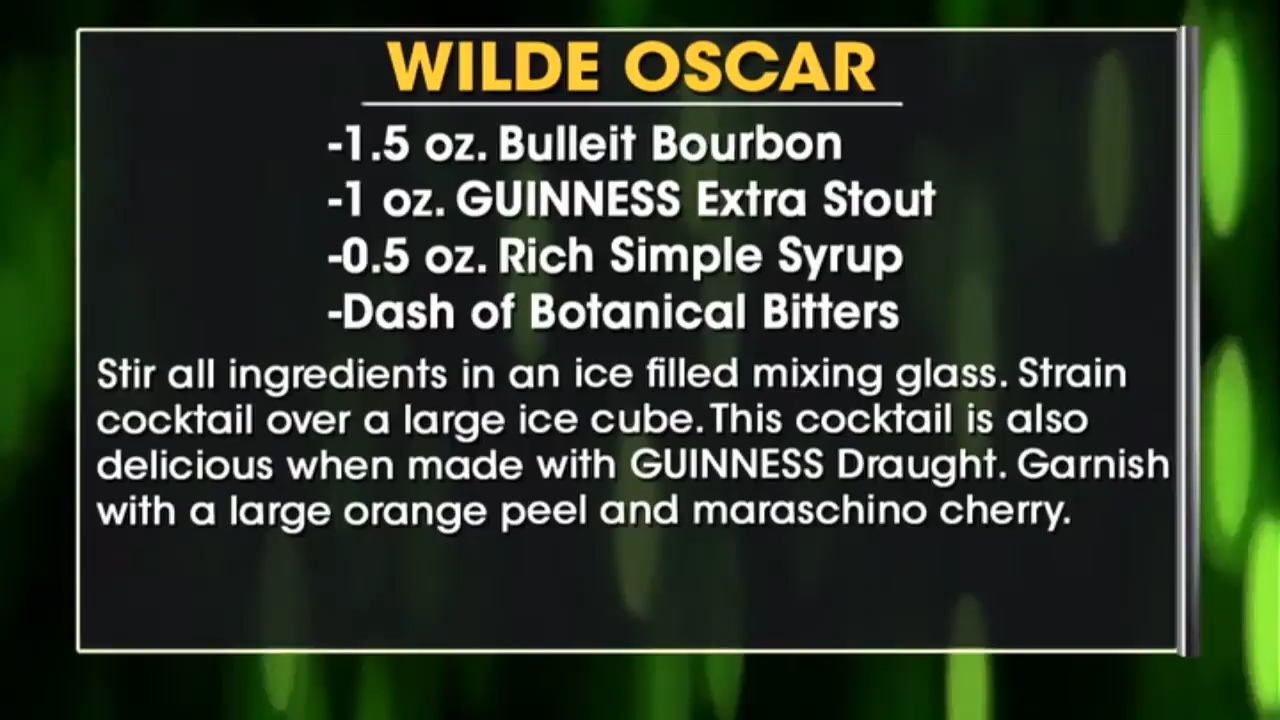 WILDE OSCAR
-1.5 oz. Bulleit Bourbon
-1 oz. GUINNESS Extra Stout
-0.5 oz. Rich Simple Syrup
-Dash of Botanical Bitters
Stir all ingredients in an ice filled mixing glass. Strain
cocktail over a large ice cube. This cocktail is also
delicious when made with GUINNESS Draught. Garnish
with a large orange peel and maraschino cherry.